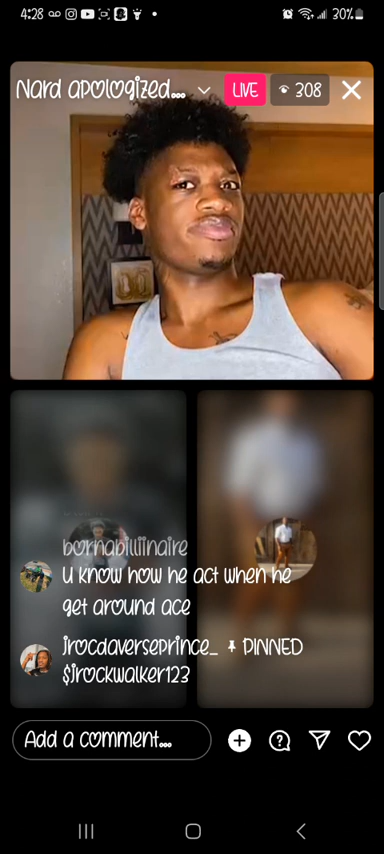 4:28
30%
Nard apologized...
LIVE
308
bornabilliinaire
U know how he act when he
get around ace
jrocdaverseprince_ PINNED
$jrockwalker123
Add a comment...